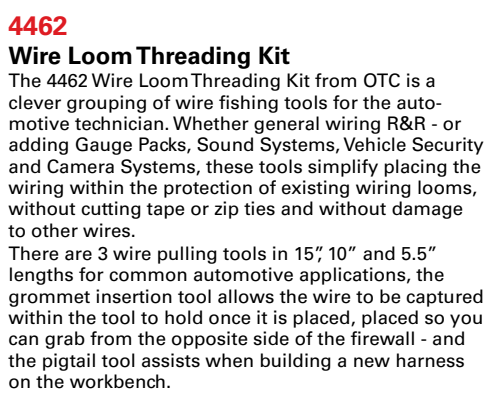 4462
Wire Loom Threading Kit
The 4462 Wire Loom Threading Kit from OTC is a
clever grouping of wire fishing tools for the auto-
motive technician. Whether general wiring R&R - or
adding Gauge Packs, Sound Systems, Vehicle Security
and Camera Systems, these tools simplify placing the
wiring within the protection of existing wiring looms,
without cutting tape or zip ties and without damage
to other wires.
There are 3 wire pulling tools in 15”, 10” and 5.5”
lengths for common automotive applications, the
grommet insertion tool allows the wire to be captured
within the tool to hold once it is placed, placed so you
can grab from the opposite side of the firewall - and
the pigtail tool assists when building a new harness
on the workbench.